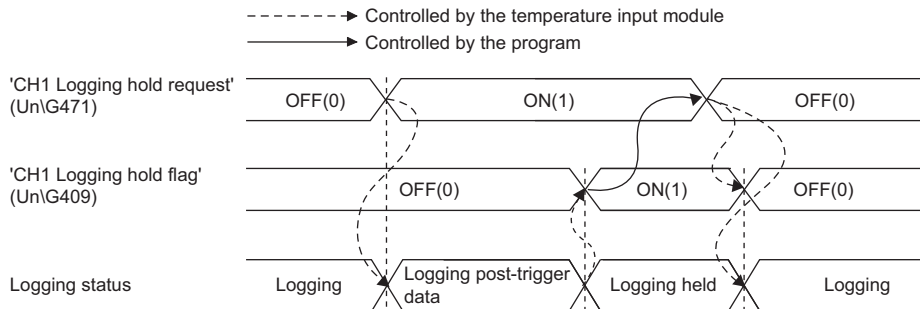 Controlled by the temperature input module
Controlled by the program
'CH1 Logging hold request'
(Un\G471)
OFF(0)
ON(1)
OFF(0)
'CH1 Logging hold flag'
(Un\G409)
OFF(0)
ON(1)
OFF(0)
Logging status
Logging
Logging post-trigger
data
Logging held
Logging